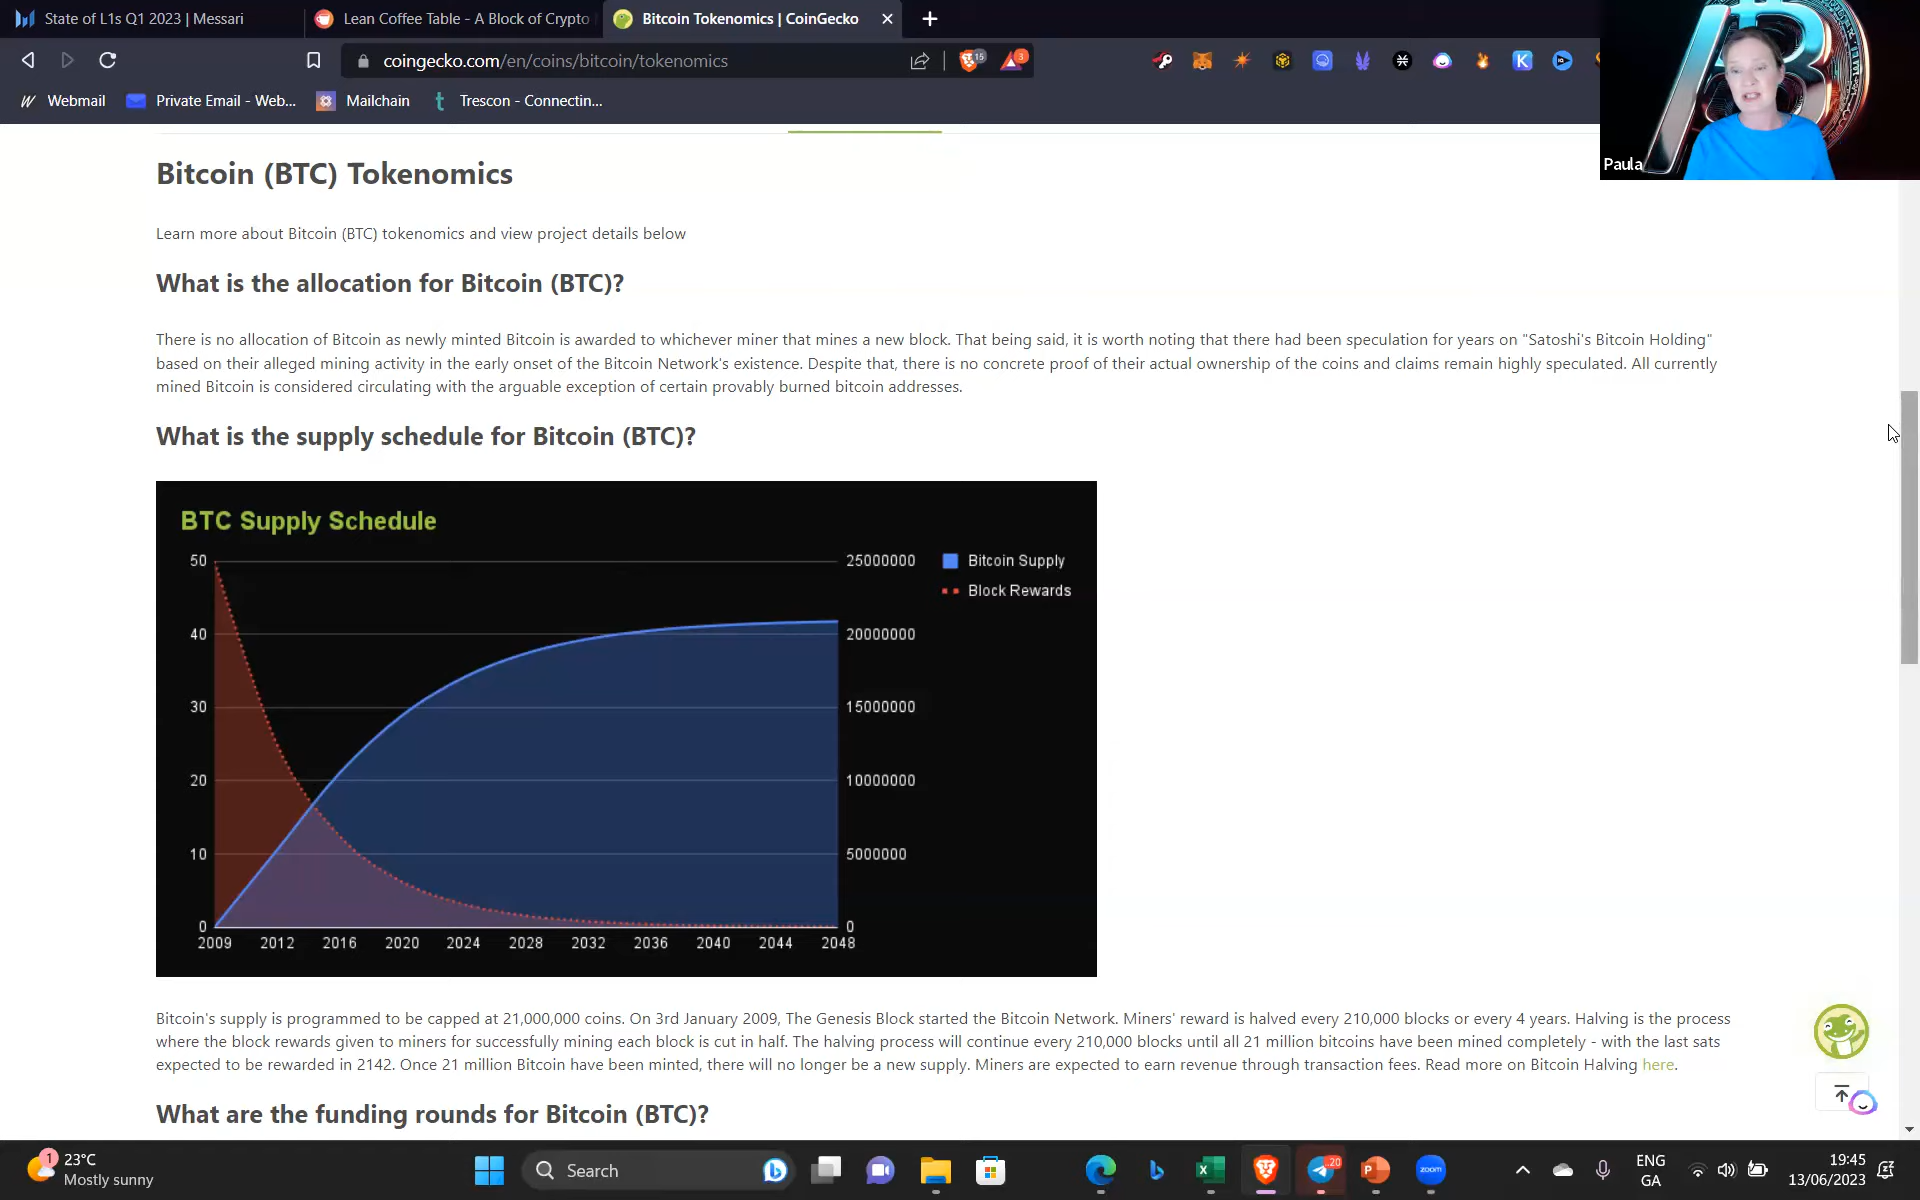 State of L1s Q1 2023 | Messari
Lean Coffee Table - A Block of Crypto
Bitcoin Tokenomics | CoinGecko
coingecko.com/en/coins/bitcoin/tokenomics
15
3
Webmail
Private Email - Web...
Mailchain
Trescon - Connectin...
Paula
Bitcoin (BTC) Tokenomics
Learn more about Bitcoin (BTC) tokenomics and view project details below
What is the allocation for Bitcoin (BTC)?
There is no allocation of Bitcoin as newly minted Bitcoin is awarded to whichever miner that mines a new block. That being said, it is worth noting that there had been speculation for years on "Satoshi's Bitcoin Holding"
based on their alleged mining activity in the early onset of the Bitcoin Network's existence. Despite that, there is no concrete proof of their actual ownership of the coins and claims remain highly speculated. All currently
mined Bitcoin is considered circulating with the arguable exception of certain provably burned bitcoin addresses.
What is the supply schedule for Bitcoin (BTC)?
BTC Supply Schedule
50 25000000
Bitcoin Supply
Block Rewards
40 20000000
30 15000000
20 10000000
10 5000000
0 0
2009 2012 2016 2020 2024 2028 2032 2036 2040 2044 2048
Bitcoin's supply is programmed to be capped at 21,000,000 coins. On 3rd January 2009, The Genesis Block started the Bitcoin Network. Miners' reward is halved every 210,000 blocks or every 4 years. Halving is the process
where the block rewards given to miners for successfully mining each block is cut in half. The halving process will continue every 210,000 blocks until all 21 million bitcoins have been mined completely - with the last sats
expected to be rewarded in 2142. Once 21 million Bitcoin have been minted, there will no longer be a new supply. Miners are expected to earn revenue through transaction fees. Read more on Bitcoin Halving here.
What are the funding rounds for Bitcoin (BTC)?
1
23°C
Mostly sunny
Search
20
zoom
ENG
GA
19:45
13/06/2023